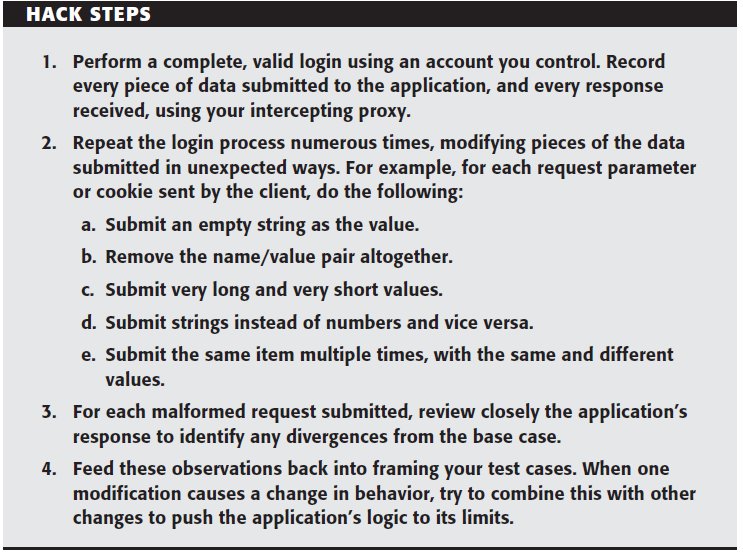 HACK STEPS
1. Perform a complete, valid login using an account you control. Record
every piece of data submitted to the application, and every response
received, using your intercepting proxy.
2. Repeat the login process numerous times, modifying pieces of the data
submitted in unexpected ways. For example, for each request parameter
or cookie sent by the client, do the following:
a. Submit an empty string as the value.
b. Remove the name/value pair altogether.
c. Submit very long and very short values.
d. Submit strings instead of numbers and vice versa.
e. Submit the same item multiple times, with the same and different
values.
3. For each malformed request submitted, review closely the application’s
response to identify any divergences from the base case.
4. Feed these observations back into framing your test cases. When one
modification causes a change in behavior, try to combine this with other
changes to push the application’s logic to its limits.